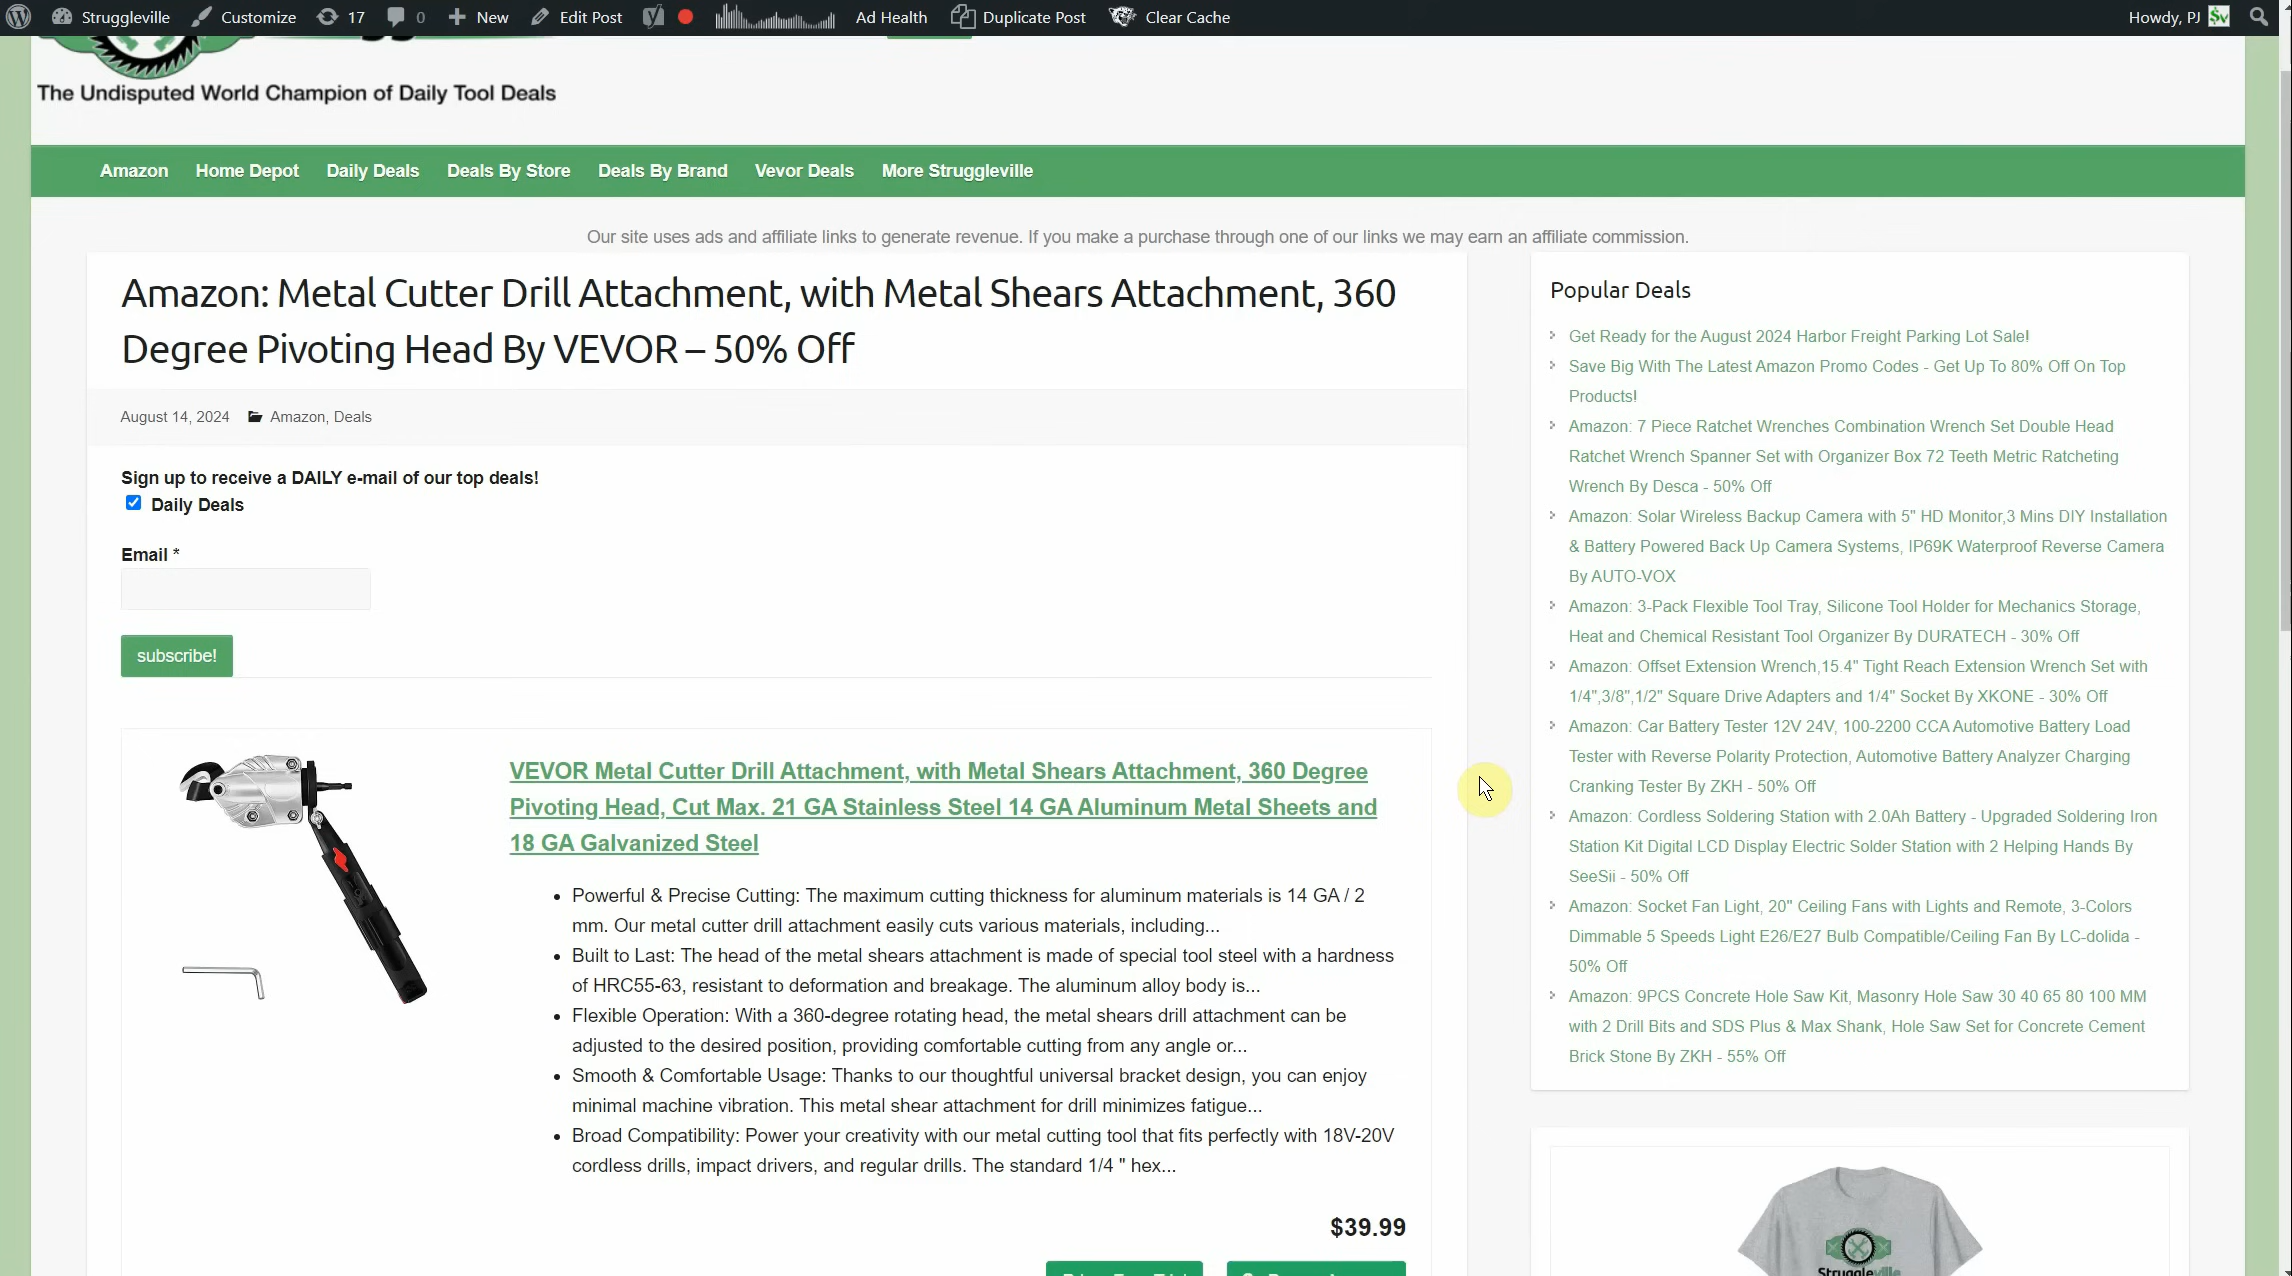 Struggleville Customize 17 0 New Edit Post Ad Health Duplicate Post Clear Cache Howdy, PJ
The Undisputed World Champion of Daily Tool Deals
Amazon Home Depot Daily Deals Deals By Store Deals By Brand Vevor Deals More Struggleville
Our site uses ads and affiliate links to generate revenue. If you make a purchase through one of our links we may earn an affiliate commission.
Amazon: Metal Cutter Drill Attachment, with Metal Shears Attachment, 360
Degree Pivoting Head By VEVOR – 50% Off
August 14, 2024 Amazon, Deals
Sign up to receive a DAILY e-mail of our top deals!
Daily Deals
Email *
subscribe!
VEVOR Metal Cutter Drill Attachment, with Metal Shears Attachment, 360 Degree
Pivoting Head, Cut Max. 21 GA Stainless Steel 14 GA Aluminum Metal Sheets and
18 GA Galvanized Steel
• Powerful & Precise Cutting: The maximum cutting thickness for aluminum materials is 14 GA / 2
mm. Our metal cutter drill attachment easily cuts various materials, including...
• Built to Last: The head of the metal shears attachment is made of special tool steel with a hardness
of HRC55-63, resistant to deformation and breakage. The aluminum alloy body is...
• Flexible Operation: With a 360-degree rotating head, the metal shears drill attachment can be
adjusted to the desired position, providing comfortable cutting from any angle or...
• Smooth & Comfortable Usage: Thanks to our thoughtful universal bracket design, you can enjoy
minimal machine vibration. This metal shear attachment for drill minimizes fatigue...
• Broad Compatibility: Power your creativity with our metal cutting tool that fits perfectly with 18V-20V
cordless drills, impact drivers, and regular drills. The standard 1/4 " hex...
$39.99
Popular Deals
Get Ready for the August 2024 Harbor Freight Parking Lot Sale!
Save Big With The Latest Amazon Promo Codes - Get Up To 80% Off On Top
Products!
Amazon: 7 Piece Ratchet Wrenches Combination Wrench Set Double Head
Ratchet Wrench Spanner Set with Organizer Box 72 Teeth Metric Ratcheting
Wrench By Desca - 50% Off
Amazon: Solar Wireless Backup Camera with 5" HD Monitor,3 Mins DIY Installation
& Battery Powered Back Up Camera Systems, IP69K Waterproof Reverse Camera
By AUTO-VOX
Amazon: 3-Pack Flexible Tool Tray, Silicone Tool Holder for Mechanics Storage,
Heat and Chemical Resistant Tool Organizer By DURATECH - 30% Off
Amazon: Offset Extension Wrench,15.4" Tight Reach Extension Wrench Set with
1/4",3/8",1/2" Square Drive Adapters and 1/4" Socket By XKONE - 30% Off
Amazon: Car Battery Tester 12V 24V, 100-2200 CCA Automotive Battery Load
Tester with Reverse Polarity Protection, Automotive Battery Analyzer Charging
Cranking Tester By ZKH - 50% Off
Amazon: Cordless Soldering Station with 2.0Ah Battery - Upgraded Soldering Iron
Station Kit Digital LCD Display Electric Solder Station with 2 Helping Hands By
SeeSii - 50% Off
Amazon: Socket Fan Light, 20" Ceiling Fans with Lights and Remote, 3-Colors
Dimmable 5 Speeds Light E26/E27 Bulb Compatible/Ceiling Fan By LC-dolida -
50% Off
Amazon: 9PCS Concrete Hole Saw Kit, Masonry Hole Saw 30 40 65 80 100 MM
with 2 Drill Bits and SDS Plus & Max Shank, Hole Saw Set for Concrete Cement
Brick Stone By ZKH - 55% Off
Struggleville